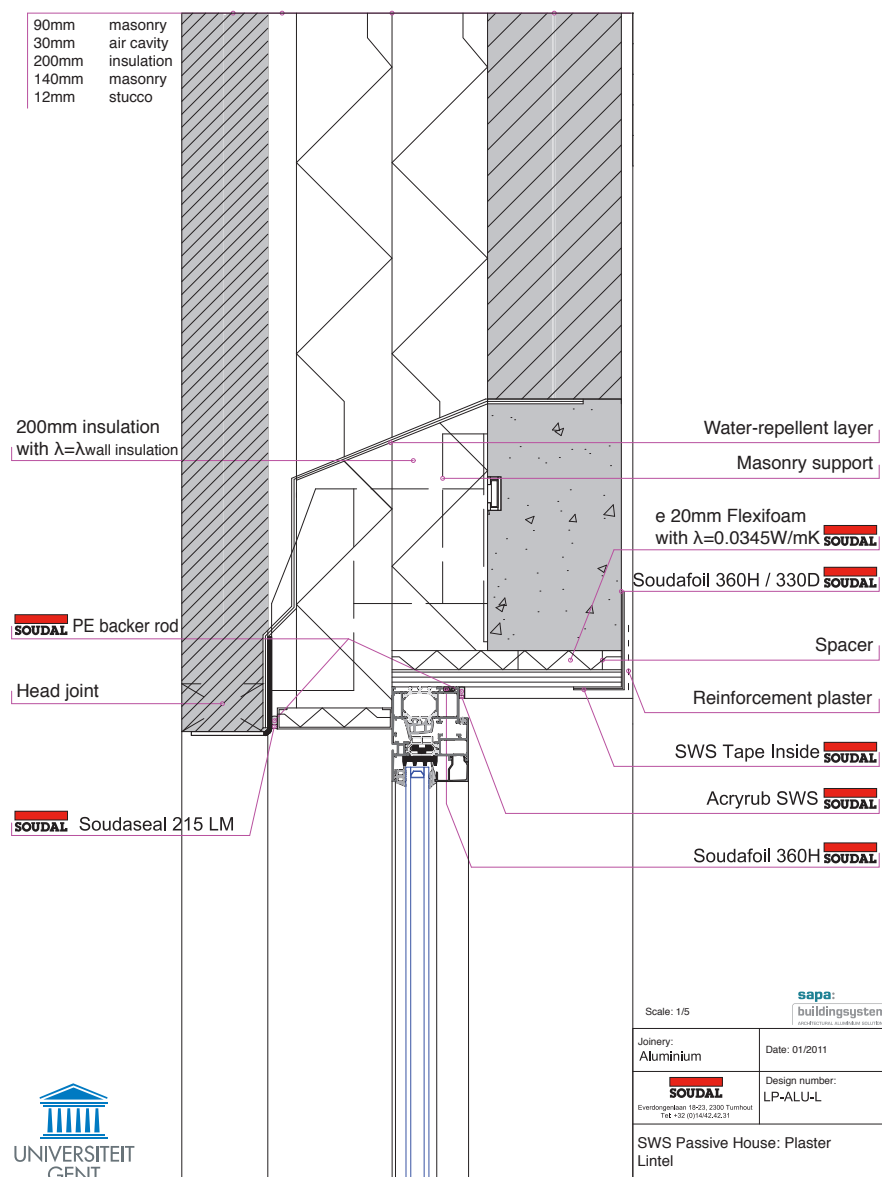 90mm masonry
30mm air cavity
200mm insulation
140mm masonry
12mm stucco
200mm insulation
with λ=λwall insulation
Water-repellent layer
Masonry support
e 20mm Flexifoam
with λ=0.0345W/mK SOUDAL
Soudafoil 360H / 330D SOUDAL
SOUDAL PE backer rod
Spacer
Head joint
Reinforcement plaster
SWS Tape Inside SOUDAL
Acryrub SWS SOUDAL
SOUDAL Soudaseal 215 LM
Soudafoil 360H SOUDAL
Scale: 1/5
sapa:
buildingsystem
ARCHITECTURAL ALUMINIUM SOLUTIONS
Joinery:
Aluminium
Date: 01/2011
SOUDAL
Everdongenlaan 18-23, 2300 Turnhout
Tel: +32 (0)14/42.42.31
Design number:
LP-ALU-L
SWS Passive House: Plaster
Lintel
UNIVERSITEIT
GENT